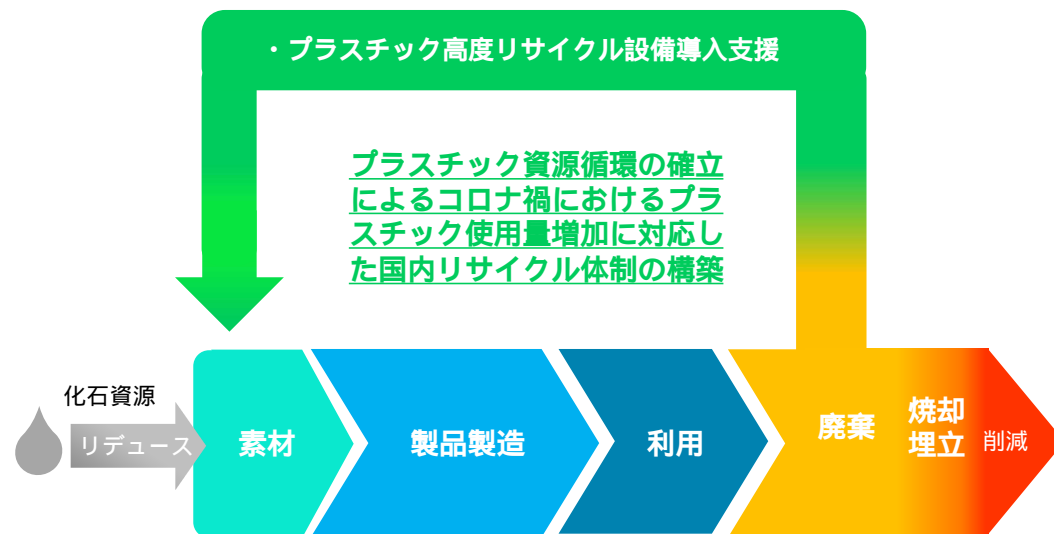 ・プラスチック高度リサイクル設備導入支援
プラスチック資源循環の確立
によるコロナ禍におけるプラ
スチック使用量増加に対応し
た国内リサイクル体制の構築
化石資源
リデュース
素材
製品製造
利用
廃棄
焼却
埋立
削減